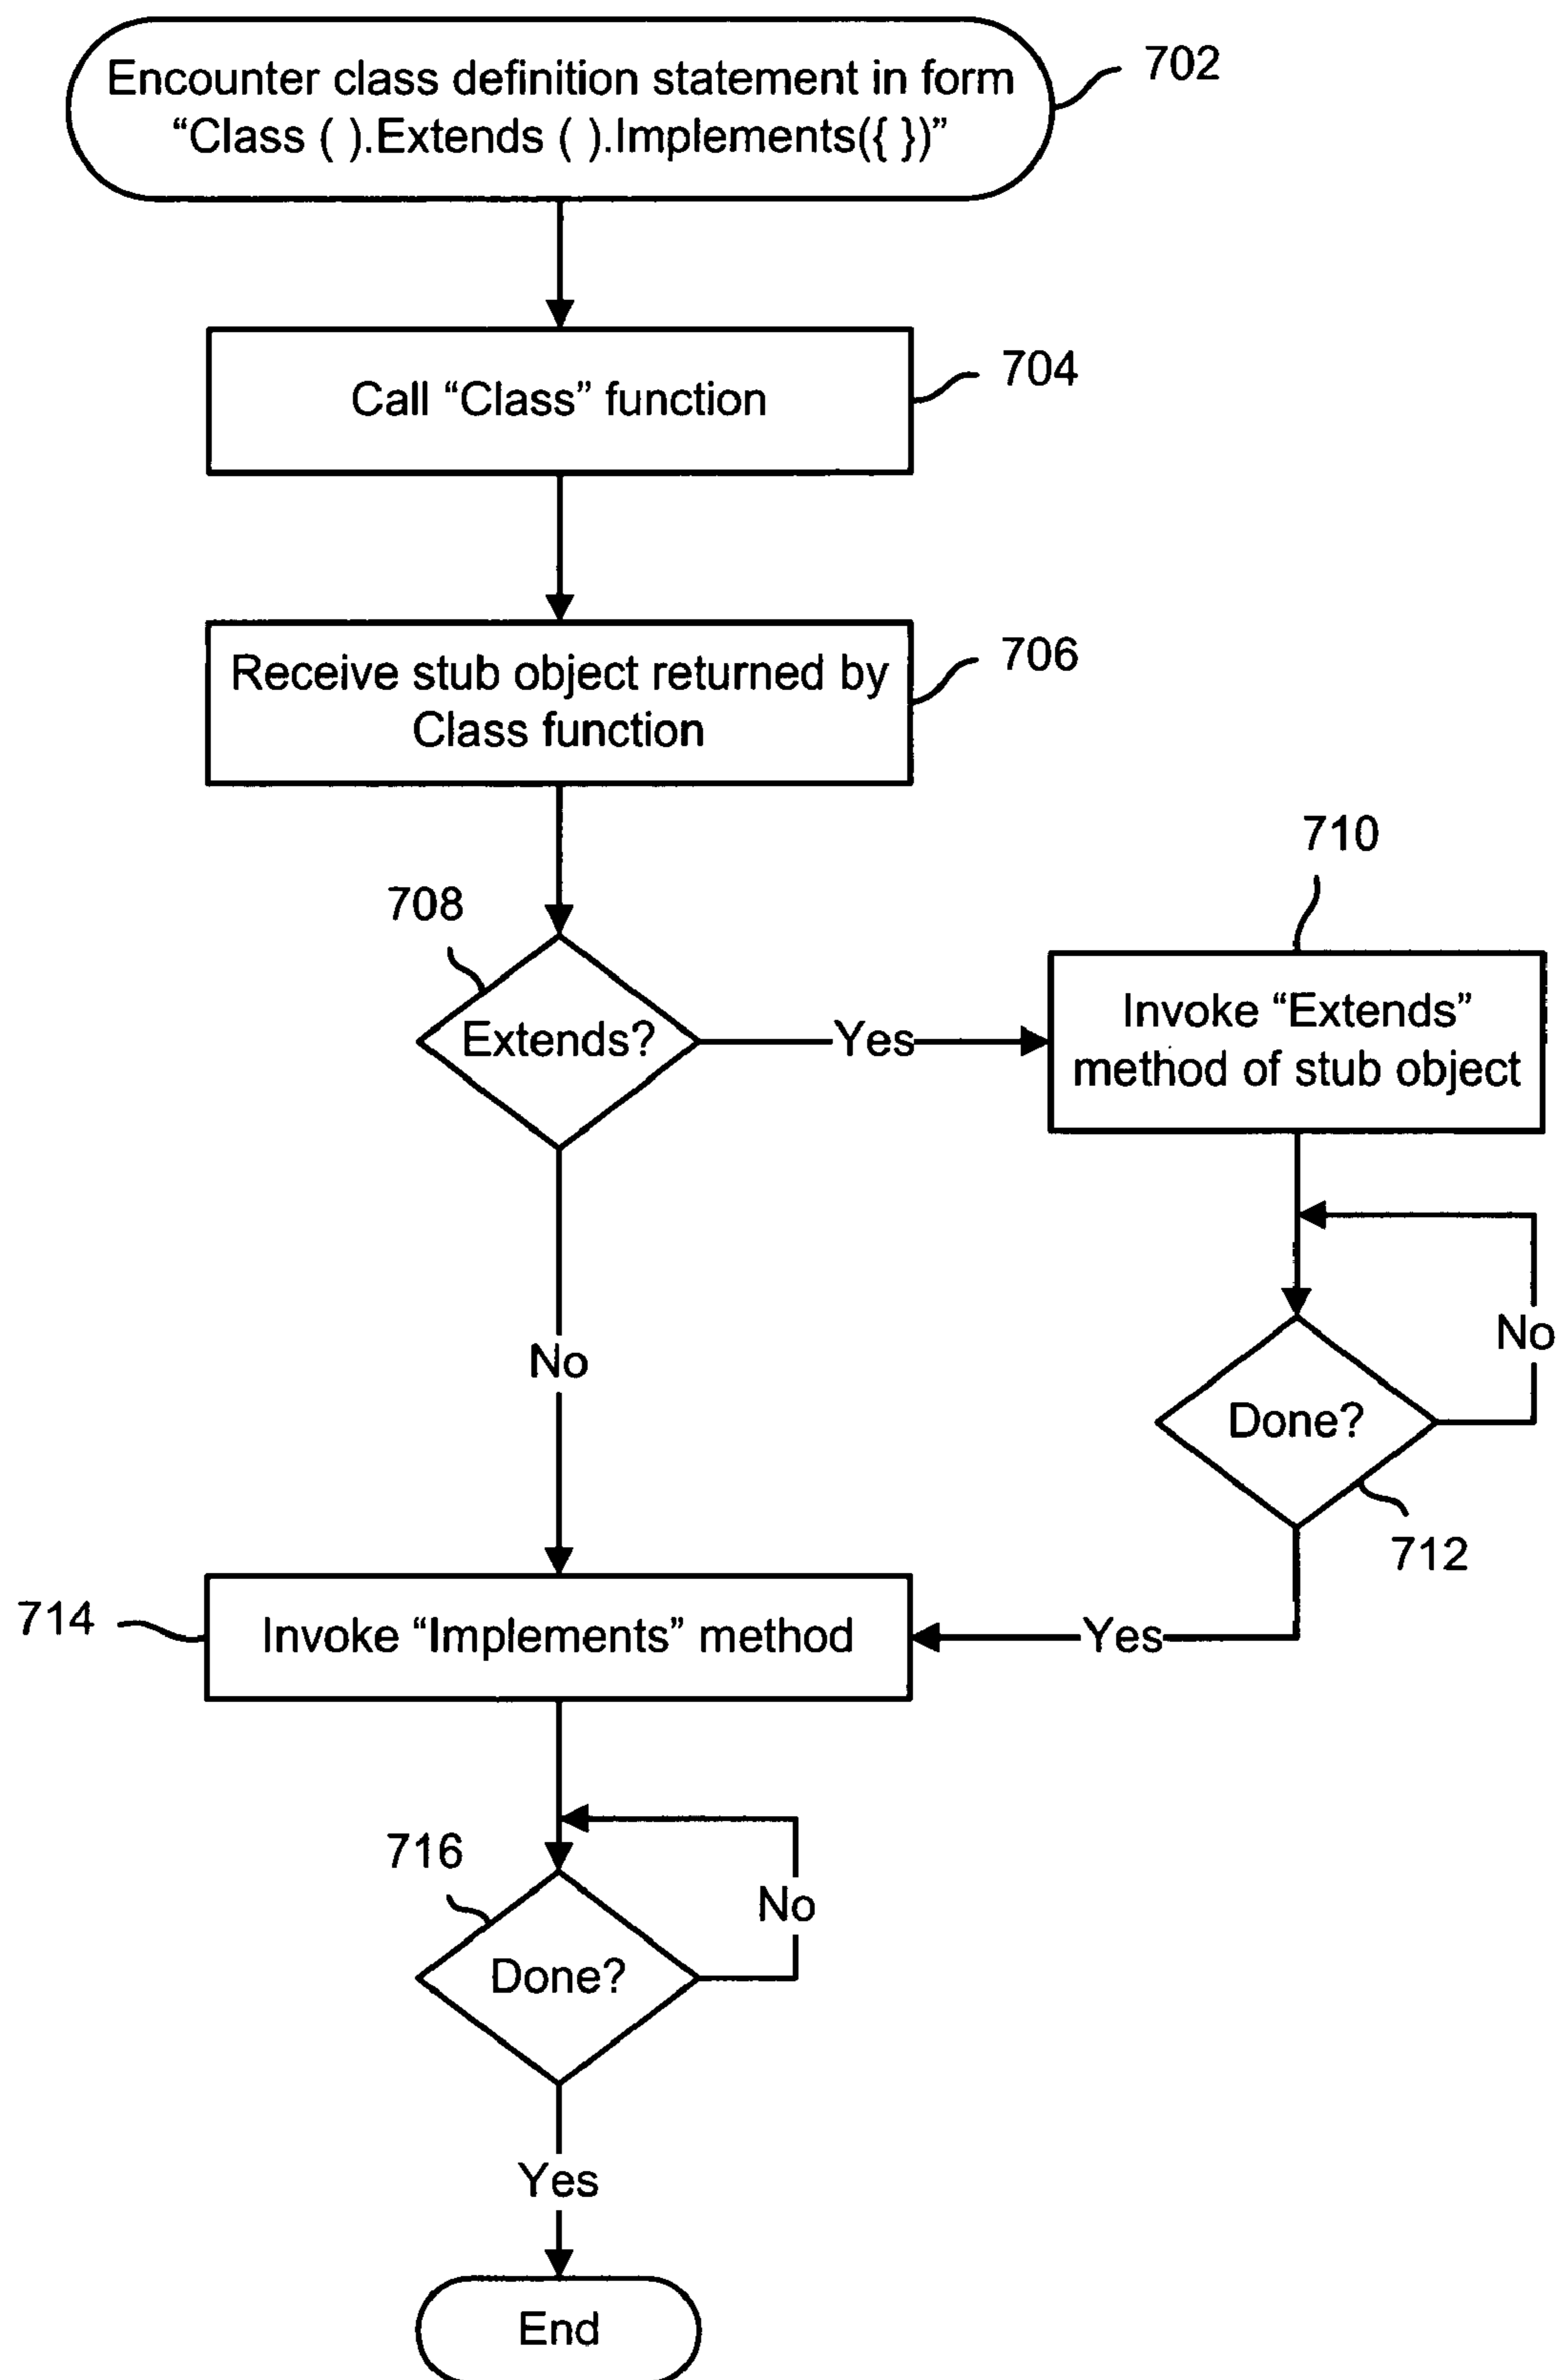 Encounter class definition statement in form
“Class ( ).Extends ( ).Implements({ })”
702
Call “Class” function
704
Receive stub object returned by
Class function
706
708
Extends?
Yes
710
Invoke “Extends”
method of stub object
No
Done?
No
712
714
Invoke “Implements” method
Yes
716
Done?
No
Yes
End